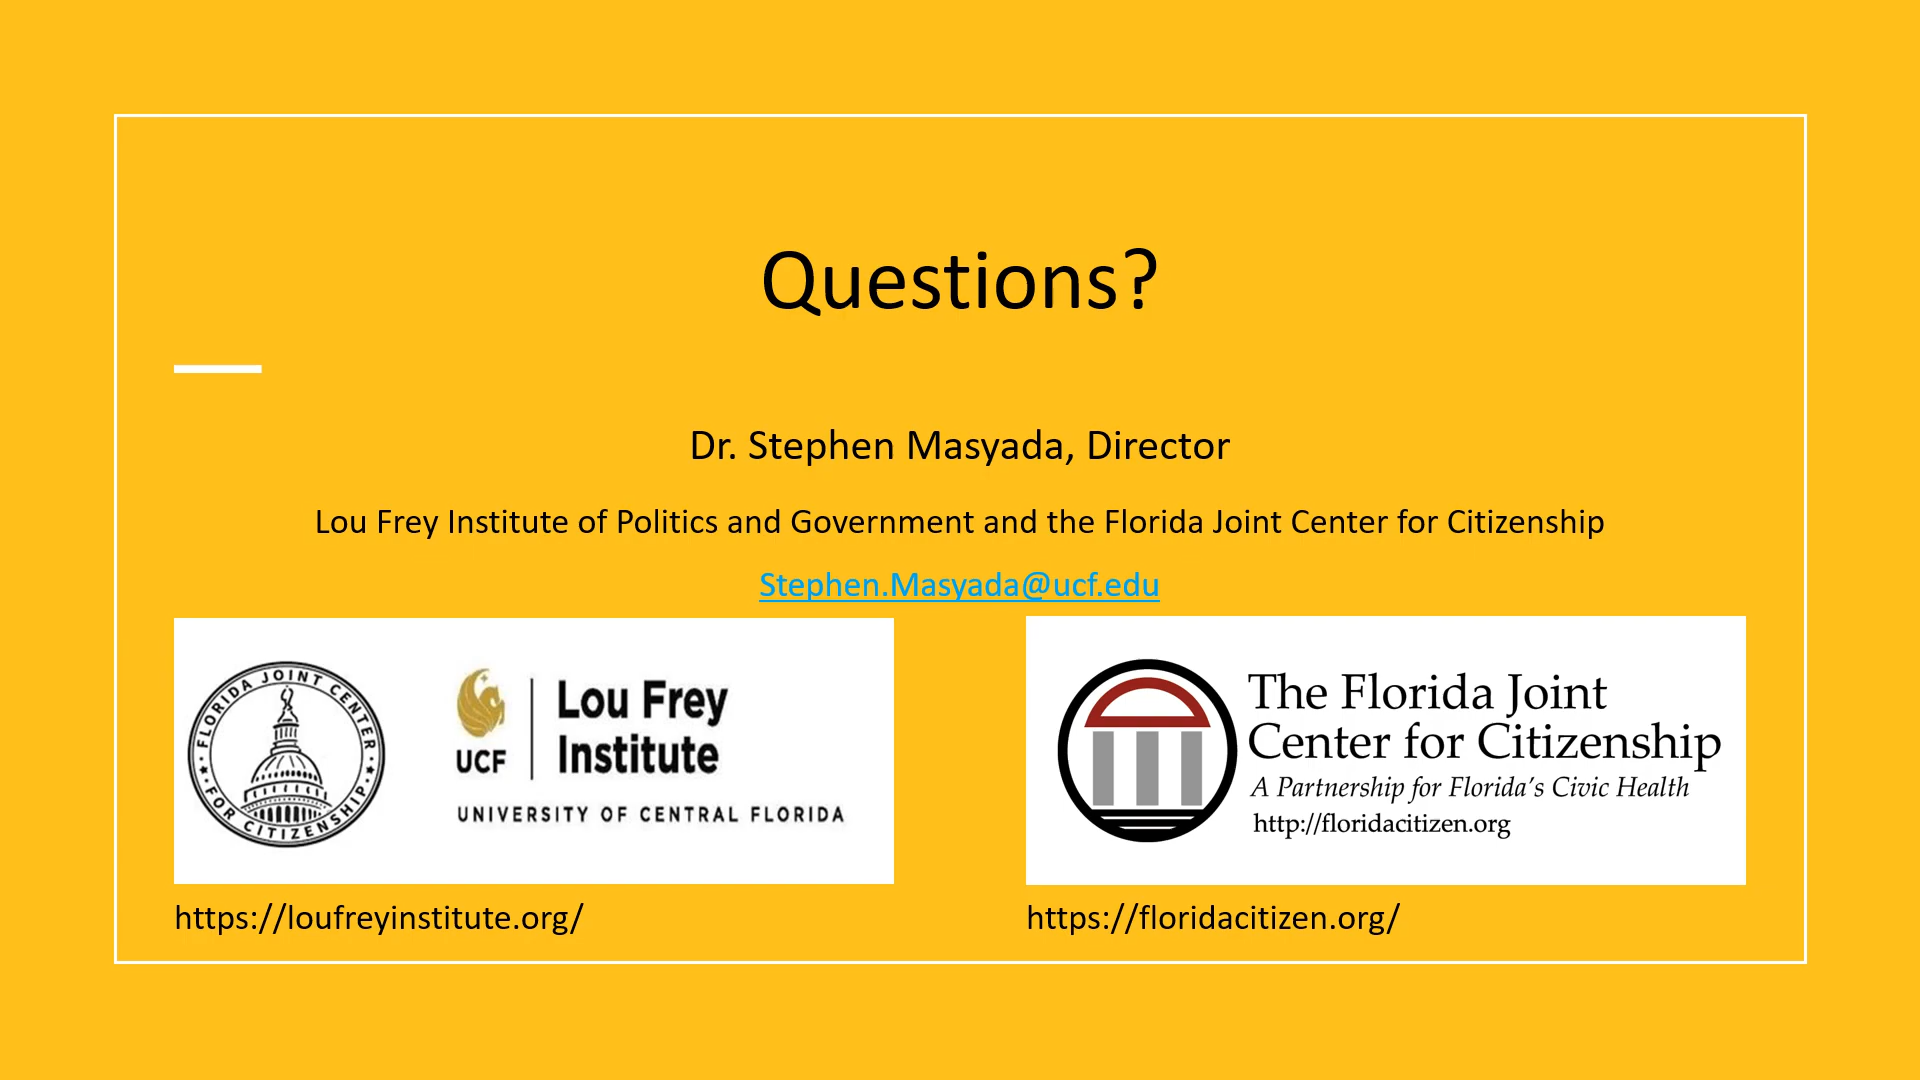 Questions?
Dr. Stephen Masyada, Director
Lou Frey Institute of Politics and Government and the Florida Joint Center for Citizenship
Stephen.Masyada@ucf.edu
FLORIDA JOINT CENTER
FOR CITIZENSHIP
UCF
Lou Frey
Institute
UNIVERSITY OF CENTRAL FLORIDA
The Florida Joint
Center for Citizenship
A Partnership for Florida's Civic Health
http://floridacitizen.org
https://loufreyinstitute.org/
https://floridacitizen.org/